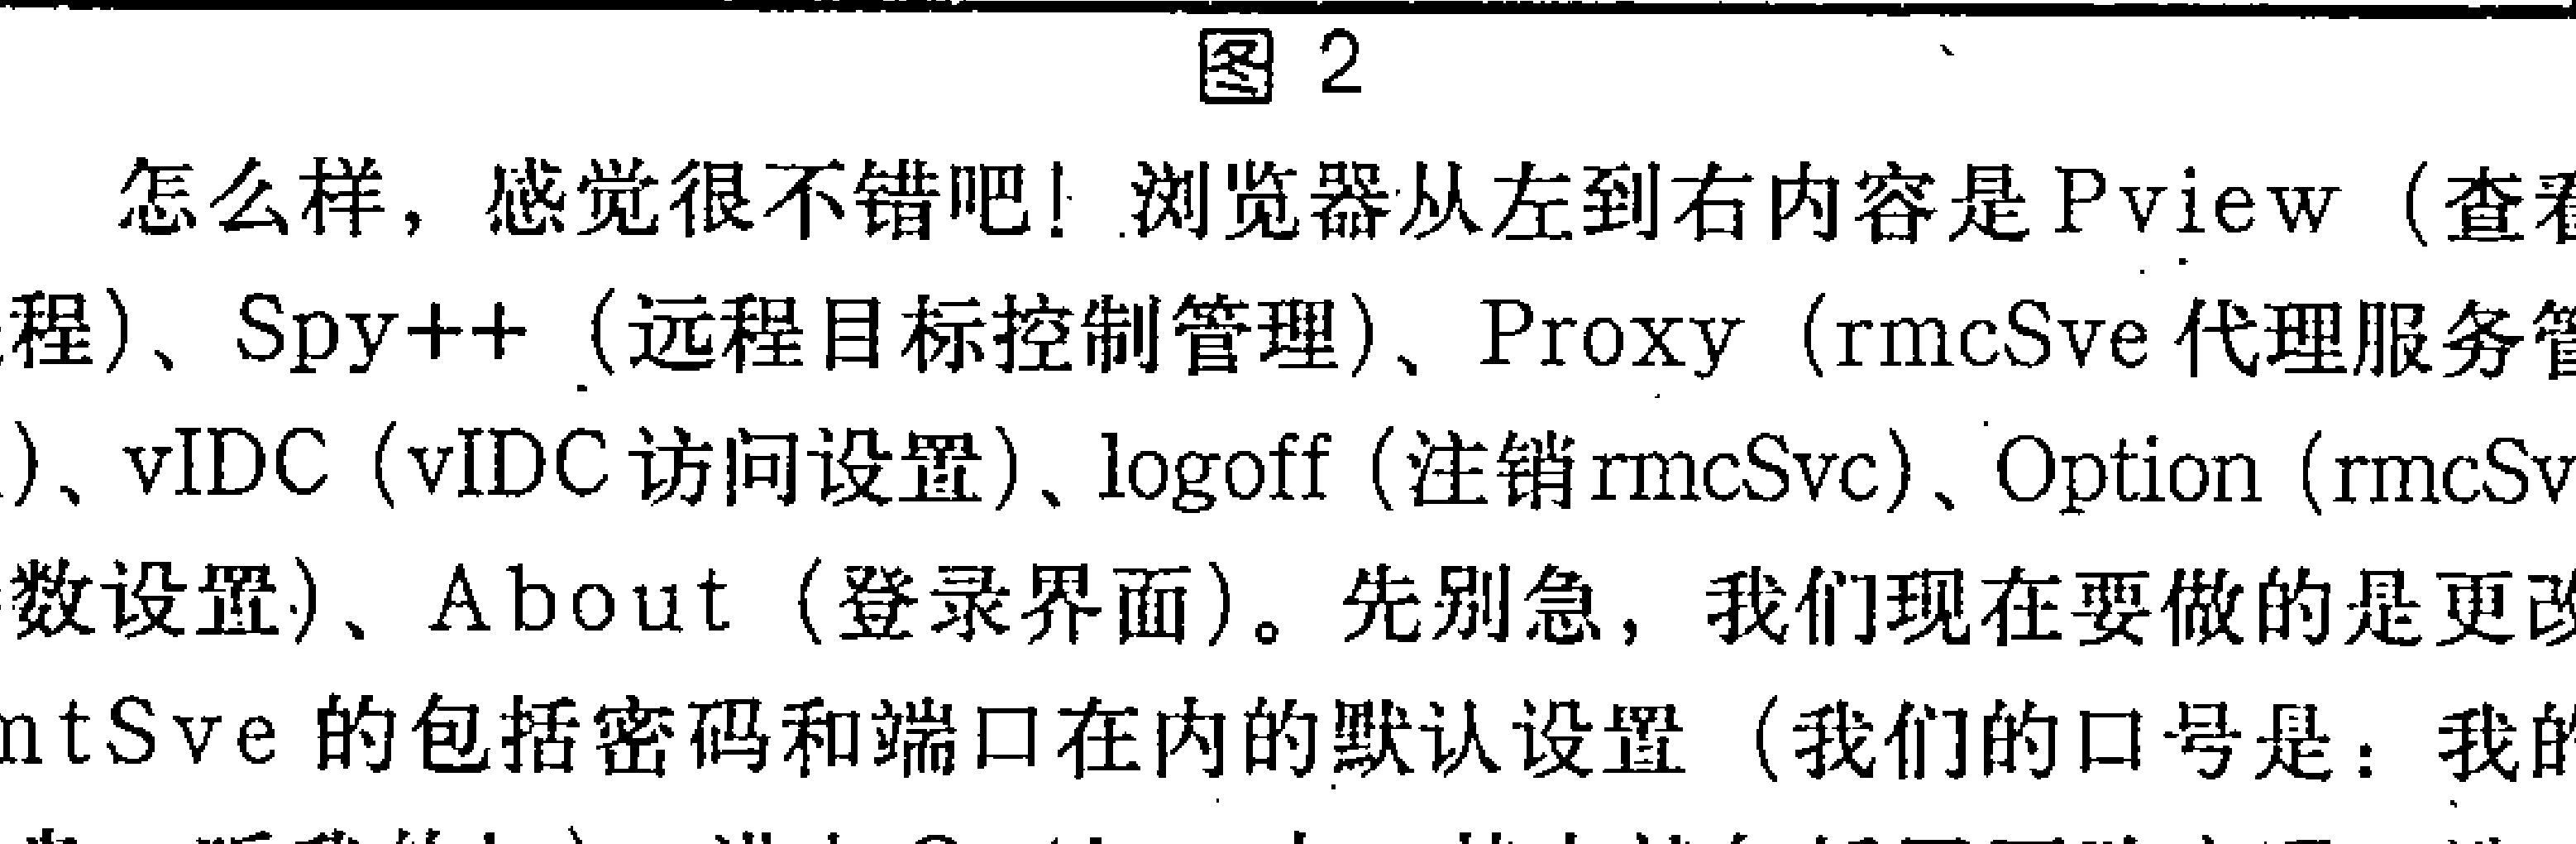 图 2
怎么样，感觉很不错吧！浏览器从左到右内容是Pview（查看
程）、Spy++（远程目标控制管理）、Proxy（rmcSve代理服务管
）、vIDC（vIDC访问设置）、logoff（注销rmcSvc）、Option（rmcSv
数设置）、About（登录界面）。先别急，我们现在要做的是更改
mtSve的包括密码和端口在内的默认设置（我们的口号是：我的